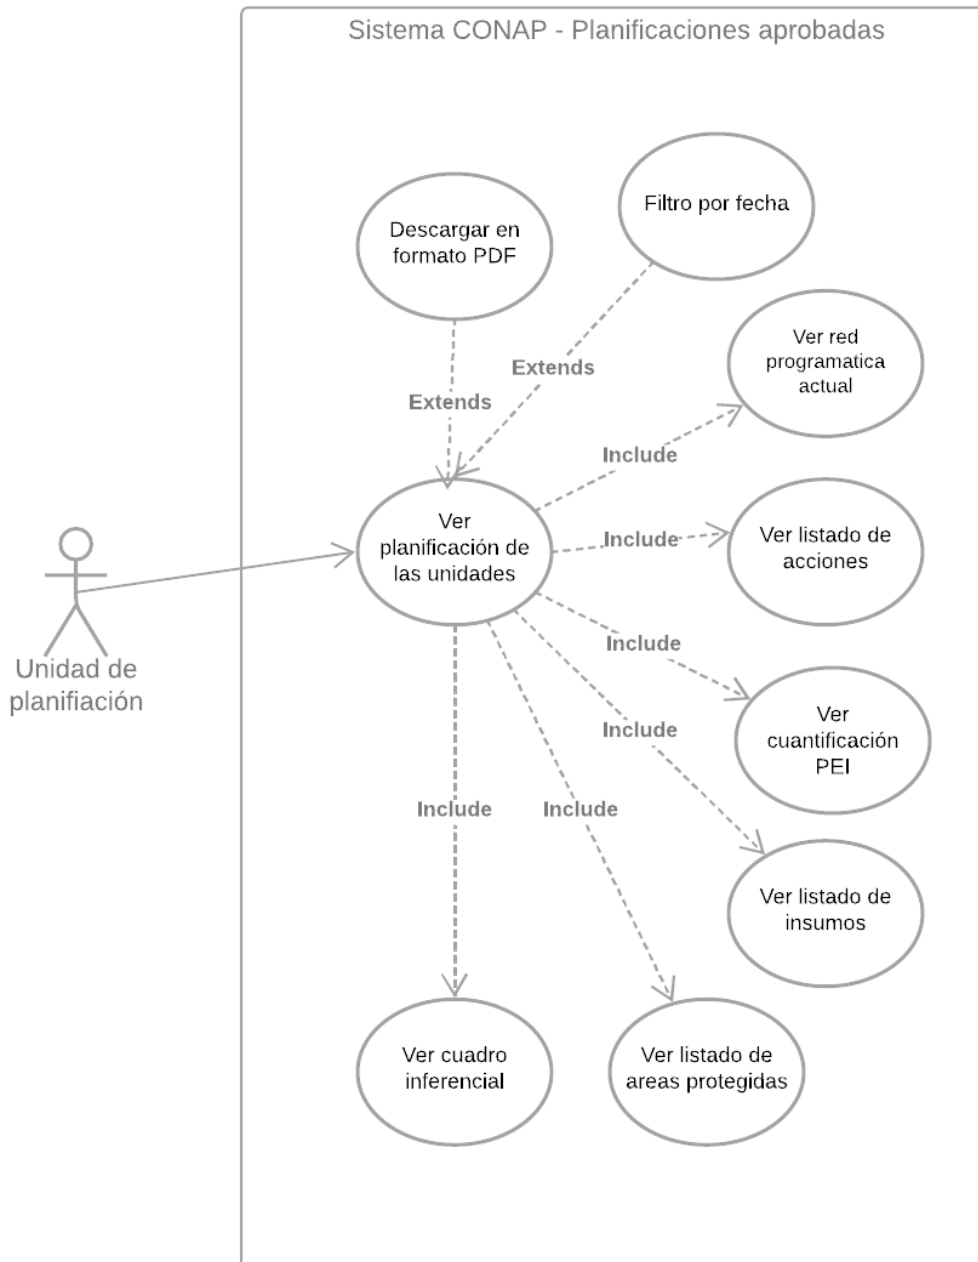 Sistema CONAP - Planificaciones aprobadas
Descargar en
formato PDF
Filtro por fecha
Ver red
programatica
actual
Extends
Extends
Include
Ver
planificación de
las unidades
Include
Ver listado de
acciones
Unidad de
planifiación
Include
Ver
cuantificación
PEI
Include
Include
Include
Ver listado de
insumos
Ver cuadro
inferencial
Ver listado de
areas protegidas